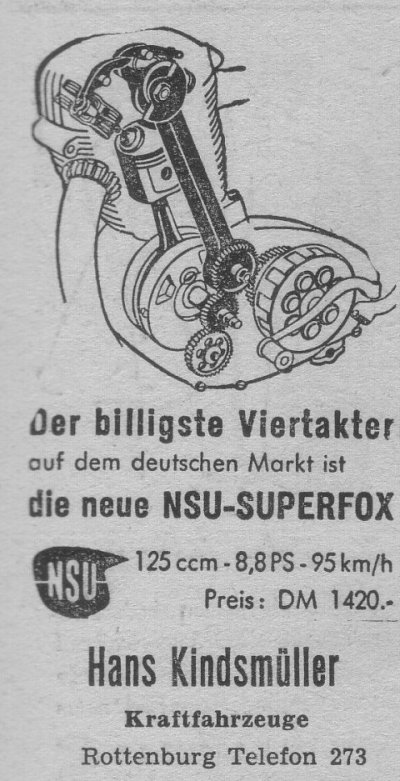 Der billigste Viertakter
auf dem deutschen Markt ist
die neue NSU-SUPERFOX
NSU
125 ccm - 8,8 PS - 95 km/h
Preis: DM 1420.-
Hans Kindsmüller
Kraftfahrzeuge
Rottenburg Telefon 273